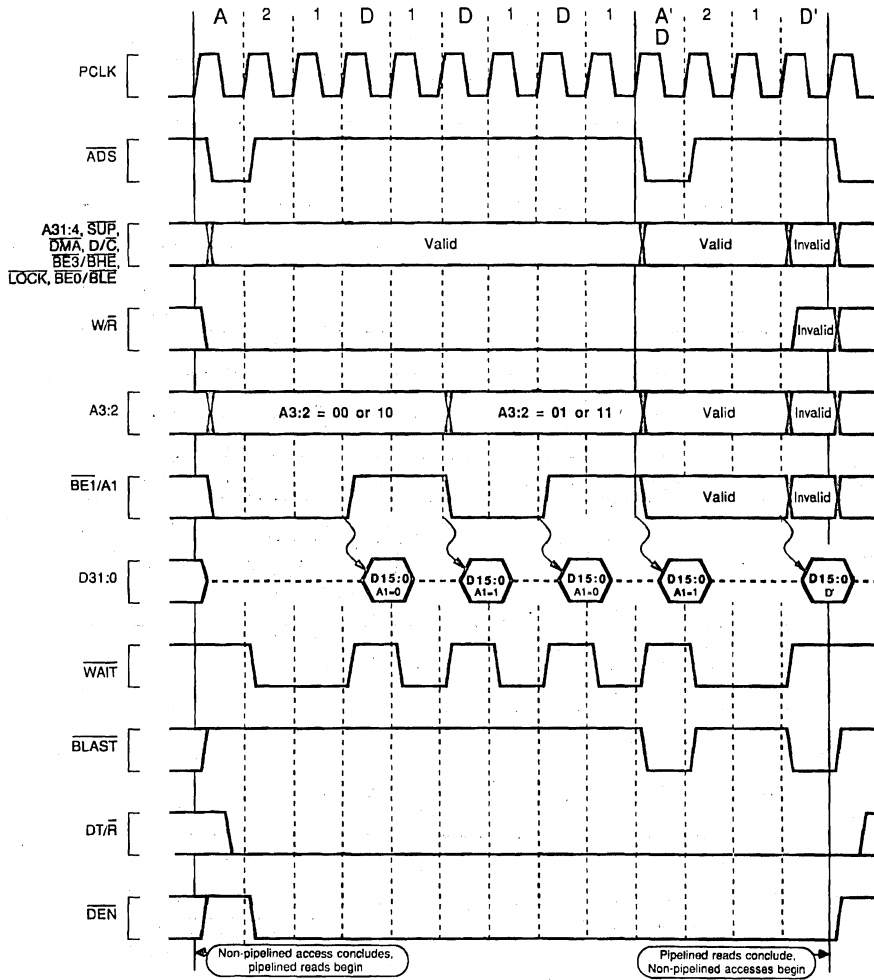 A 2 1 D 1 D 1 D 1 A' 2 1 D'
D
PCLK
ADS
A31:4, SUP,
DMA, D/C,
BE3/BHE,
LOCK, BE0/BLE
Valid Valid Invalid
W/R
Invalid
A3:2
A3:2 = 00 or 10 A3:2 = 01 or 11 Valid Invalid
BE1/A1
Valid Invalid
D31:0
D15:0 D15:0 D15:0 D15:0 D15:0
A1=0 A1=1 A1=0 A1=1 D'
WAIT
BLAST
DT/R
DEN
Non-pipelined access concludes,
pipelined reads begin
Pipelined reads conclude,
Non-pipelined accesses begin